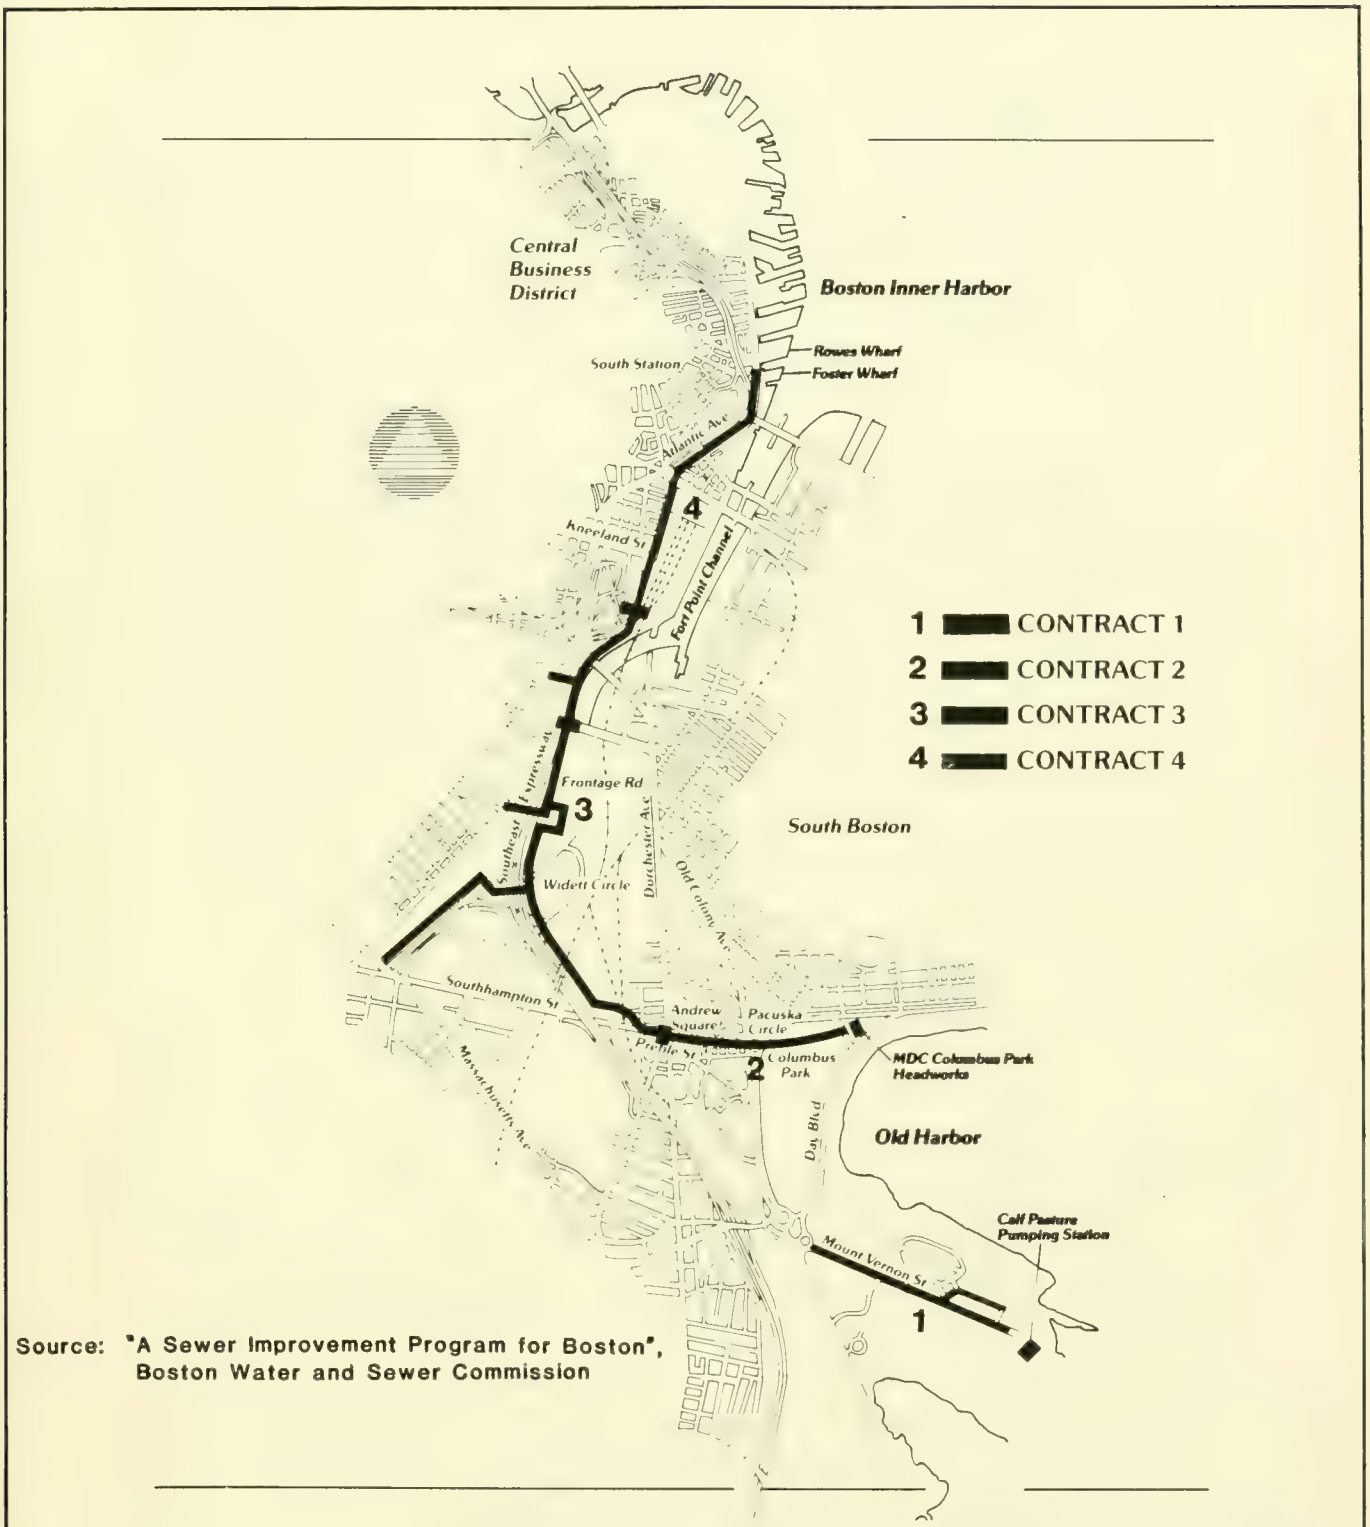 Central
Business
District
Boston Inner Harbor
Rowes Wharf
Foster Wharf
South Station
Atlantic Ave
4
Kneeland St
Fort Point Channel
1 CONTRACT 1
2 CONTRACT 2
3 CONTRACT 3
4 CONTRACT 4
Southeast Expressway
Frontage Rd
3
Dorchester Ave
South Boston
Widett Circle
Old Colony Ave
Southhampton St
Andrew
Square
Pacuska
Circle
Preble St
2
Columbus
Park
MDC Columbus Park
Headworks
Massachusetts Ave
Day Blvd
Old Harbor
Calf Pasture
Pumping Station
Mount Vernon St
1
Source: "A Sewer Improvement Program for Boston",
Boston Water and Sewer Commission